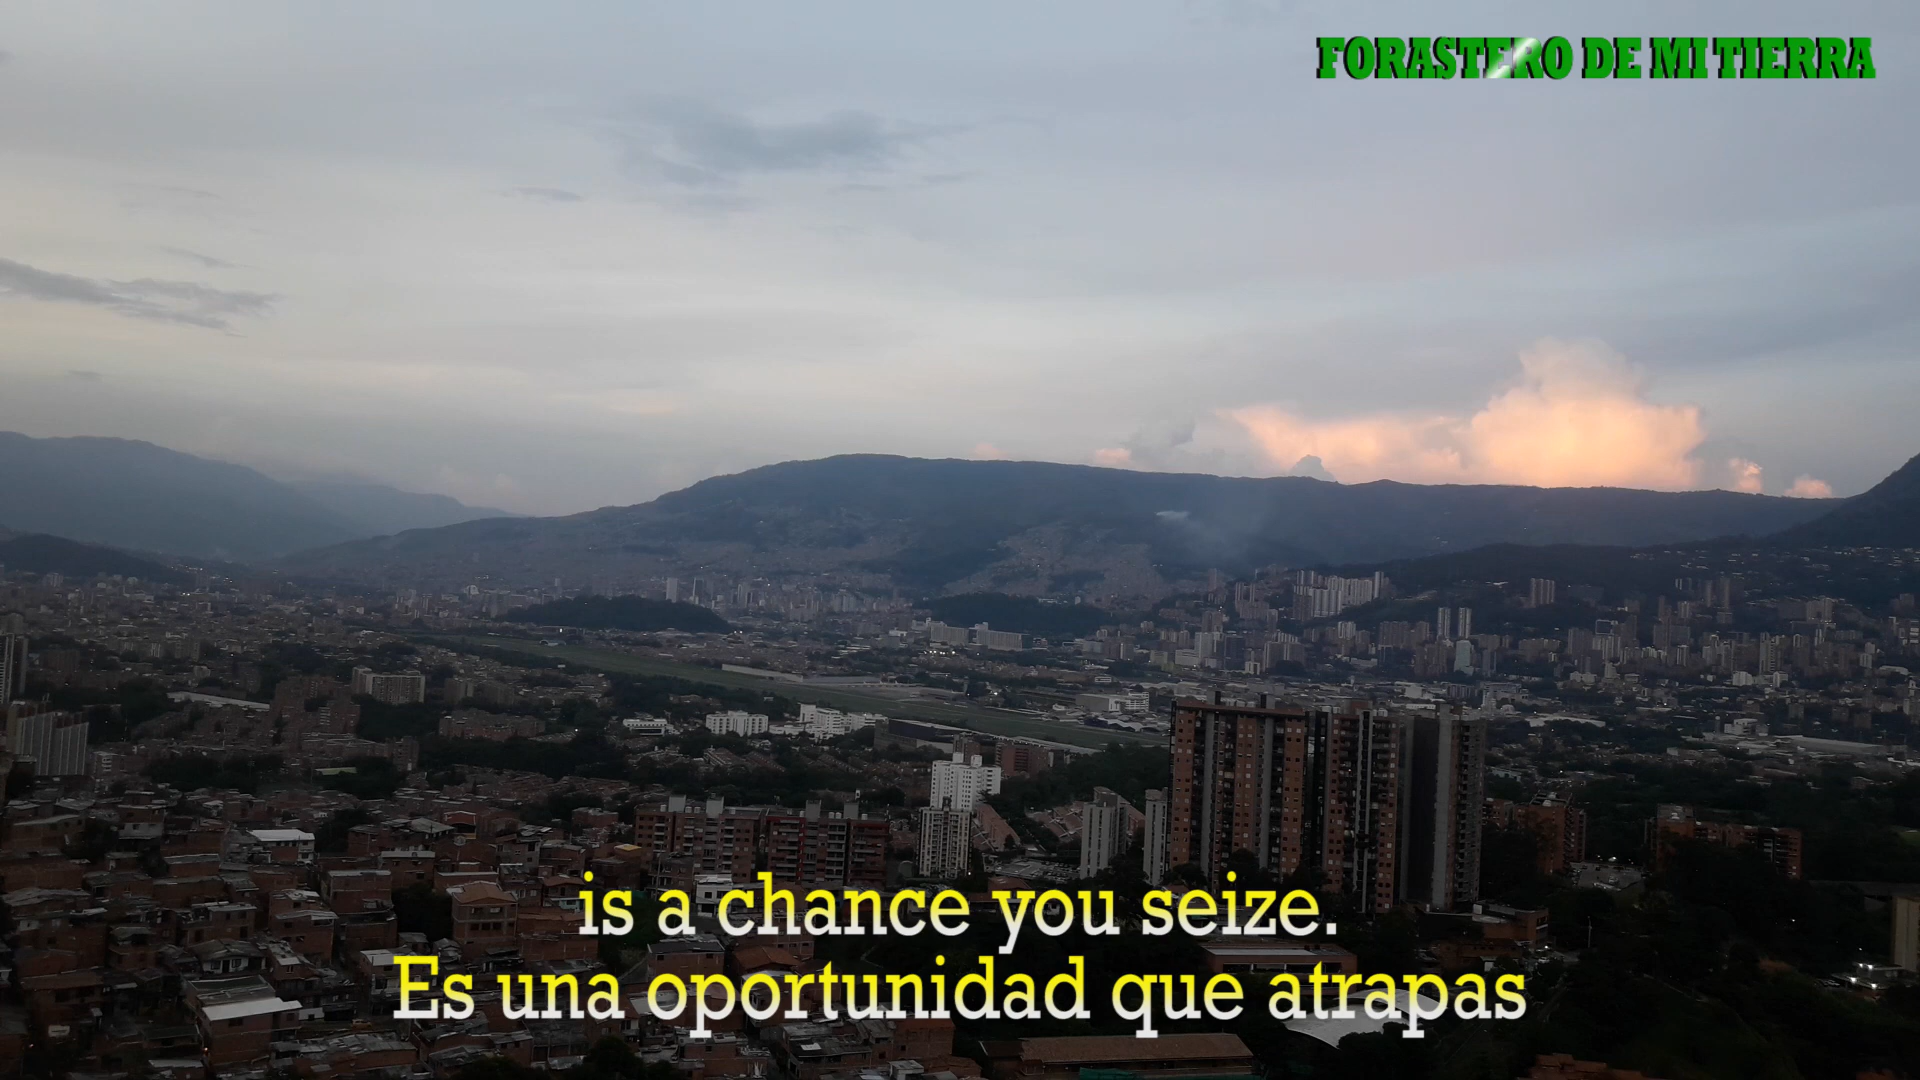 FORASTERO DE MI TIERRA
is a chance you seize.
Es una oportunidad que atrapas